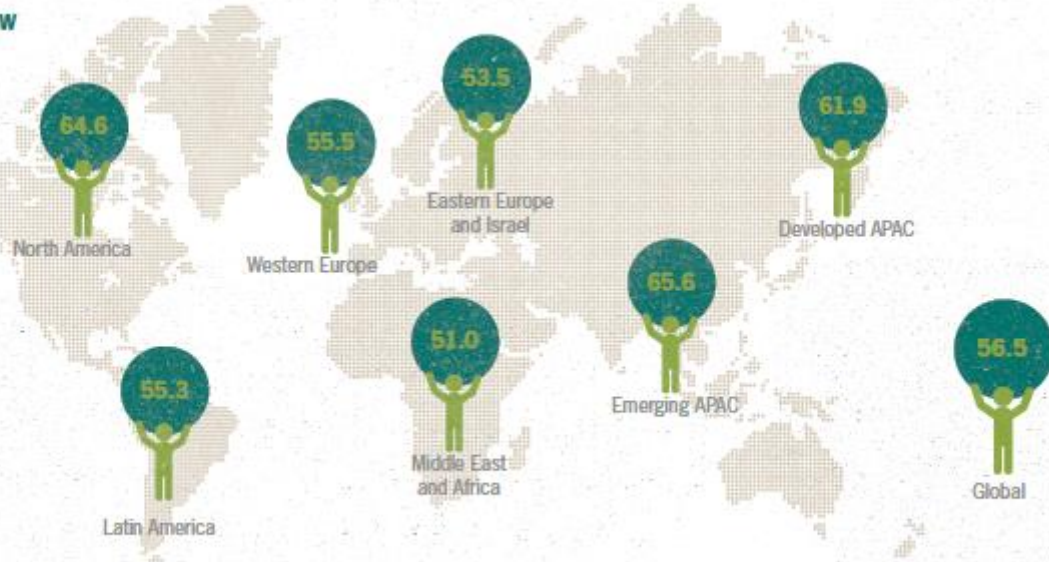 64.6
North America
55.5
Western Europe
53.5
Eastern Europe
and Israel
61.9
Developed APAC
55.3
Latin America
51.0
Middle East
and Africa
65.6
Emerging APAC
56.5
Global